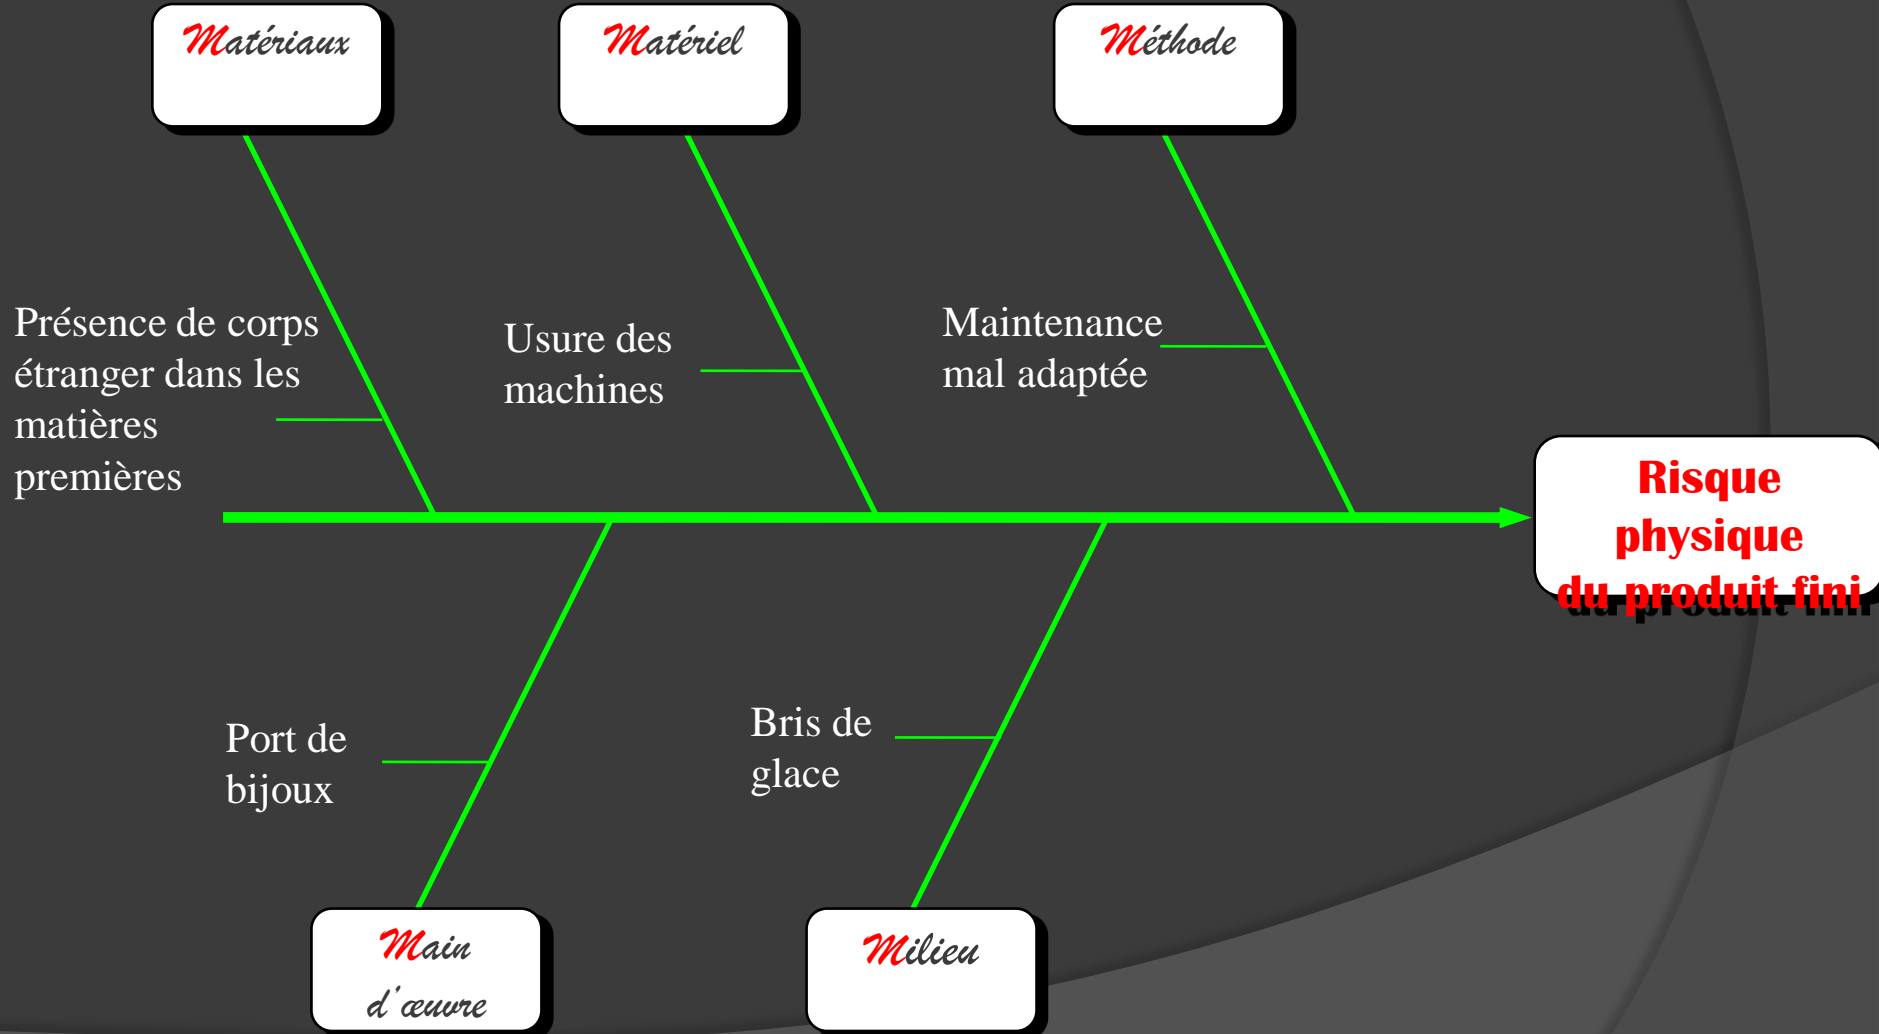 Matériaux
Matériel
Méthode
Présence de corps
étranger dans les
matières
premières
Usure des
machines
Maintenance
mal adaptée
Risque
physique
du produit fini
Port de
bijoux
Bris de
glace
Main
d'œuvre
Milieu